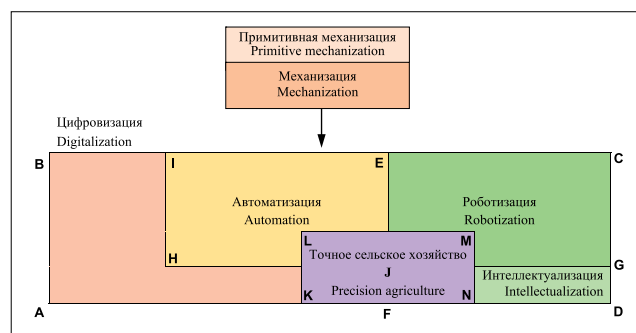 Примитивная механизация
Primitive mechanization
Механизация
Mechanization
Цифровизация
Digitalization
B
I
E
C
Автоматизация
Automation
Роботизация
Robotization
L
M
Точное сельское хозяйство
H
J
G
Интеллектуализация
Intellectualization
K
Precision agriculture
N
A
F
D